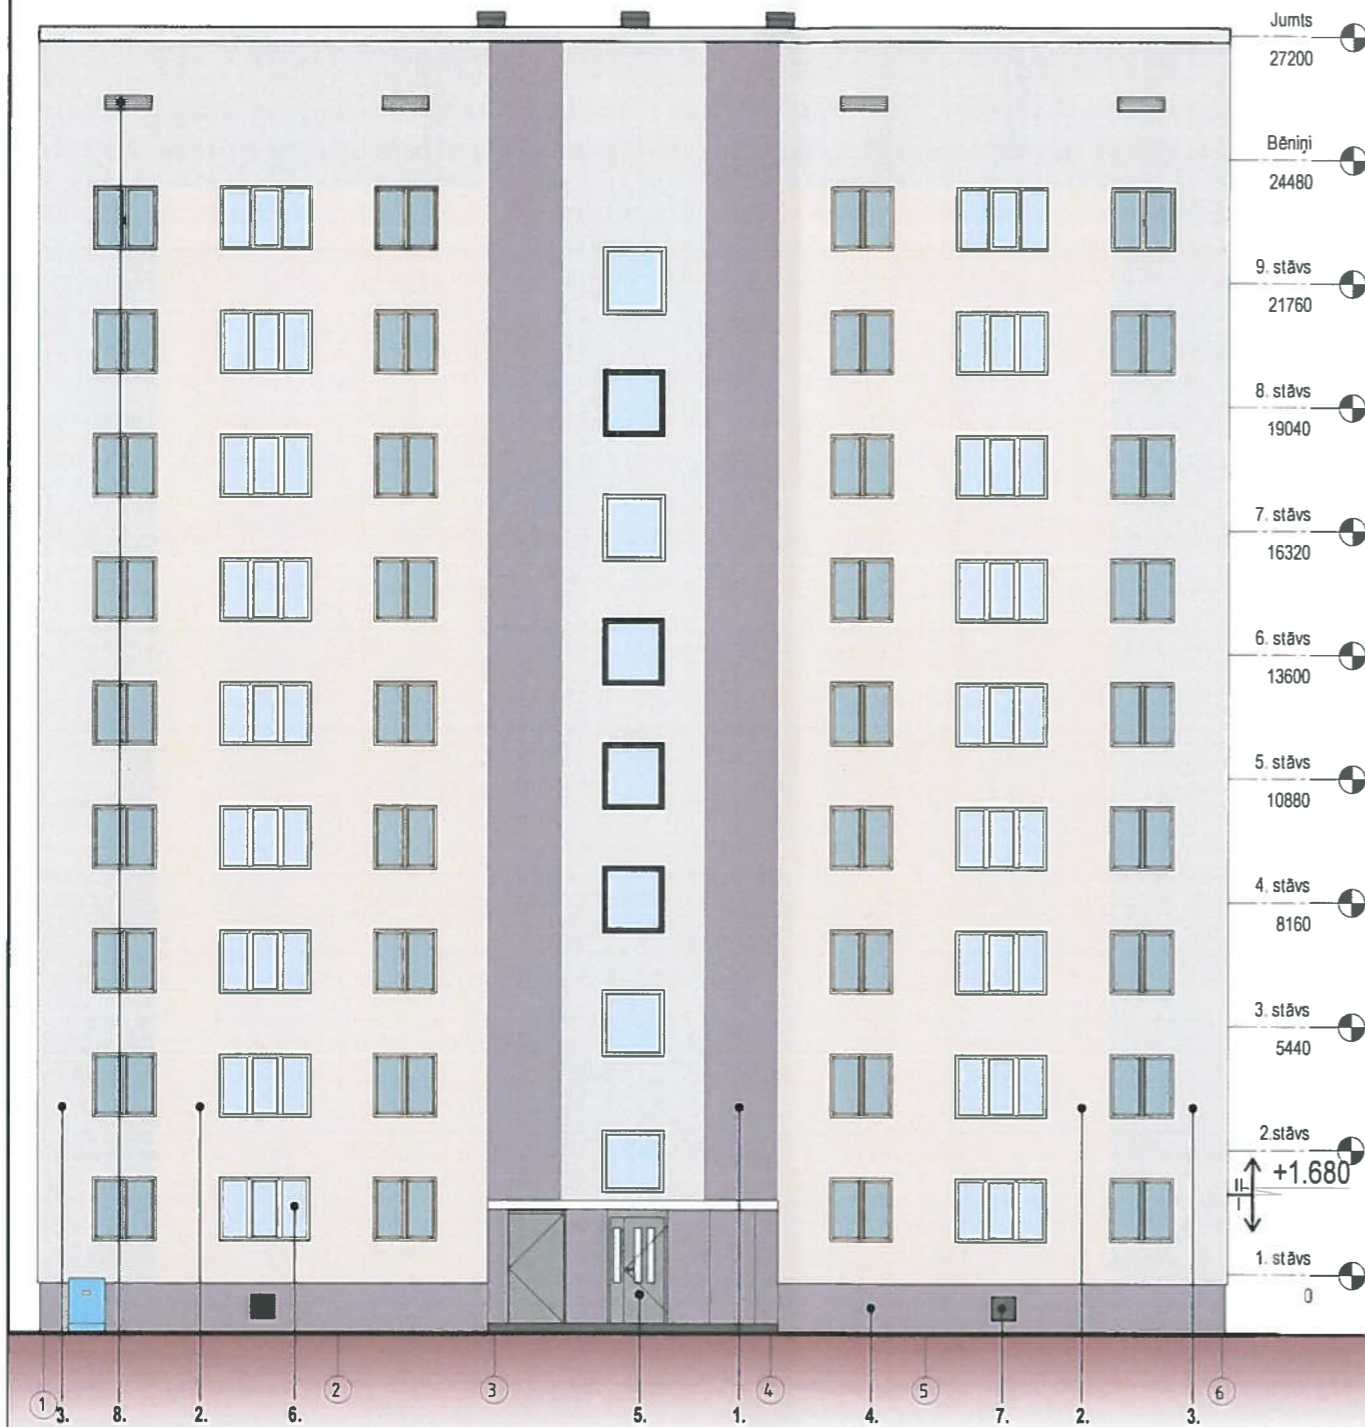 Jumts
27200
Bēniņi
24480
9. stāvs
21760
8. stāvs
19040
7. stāvs
16320
6. stāvs
13600
5. stāvs
10880
4. stāvs
8160
3. stāvs
5440
2.stāvs
+1.680
1. stāvs
0
1 2 3 4 5 6
3. 8. 2. 6. 5. 1. 4. 7. 2. 3.